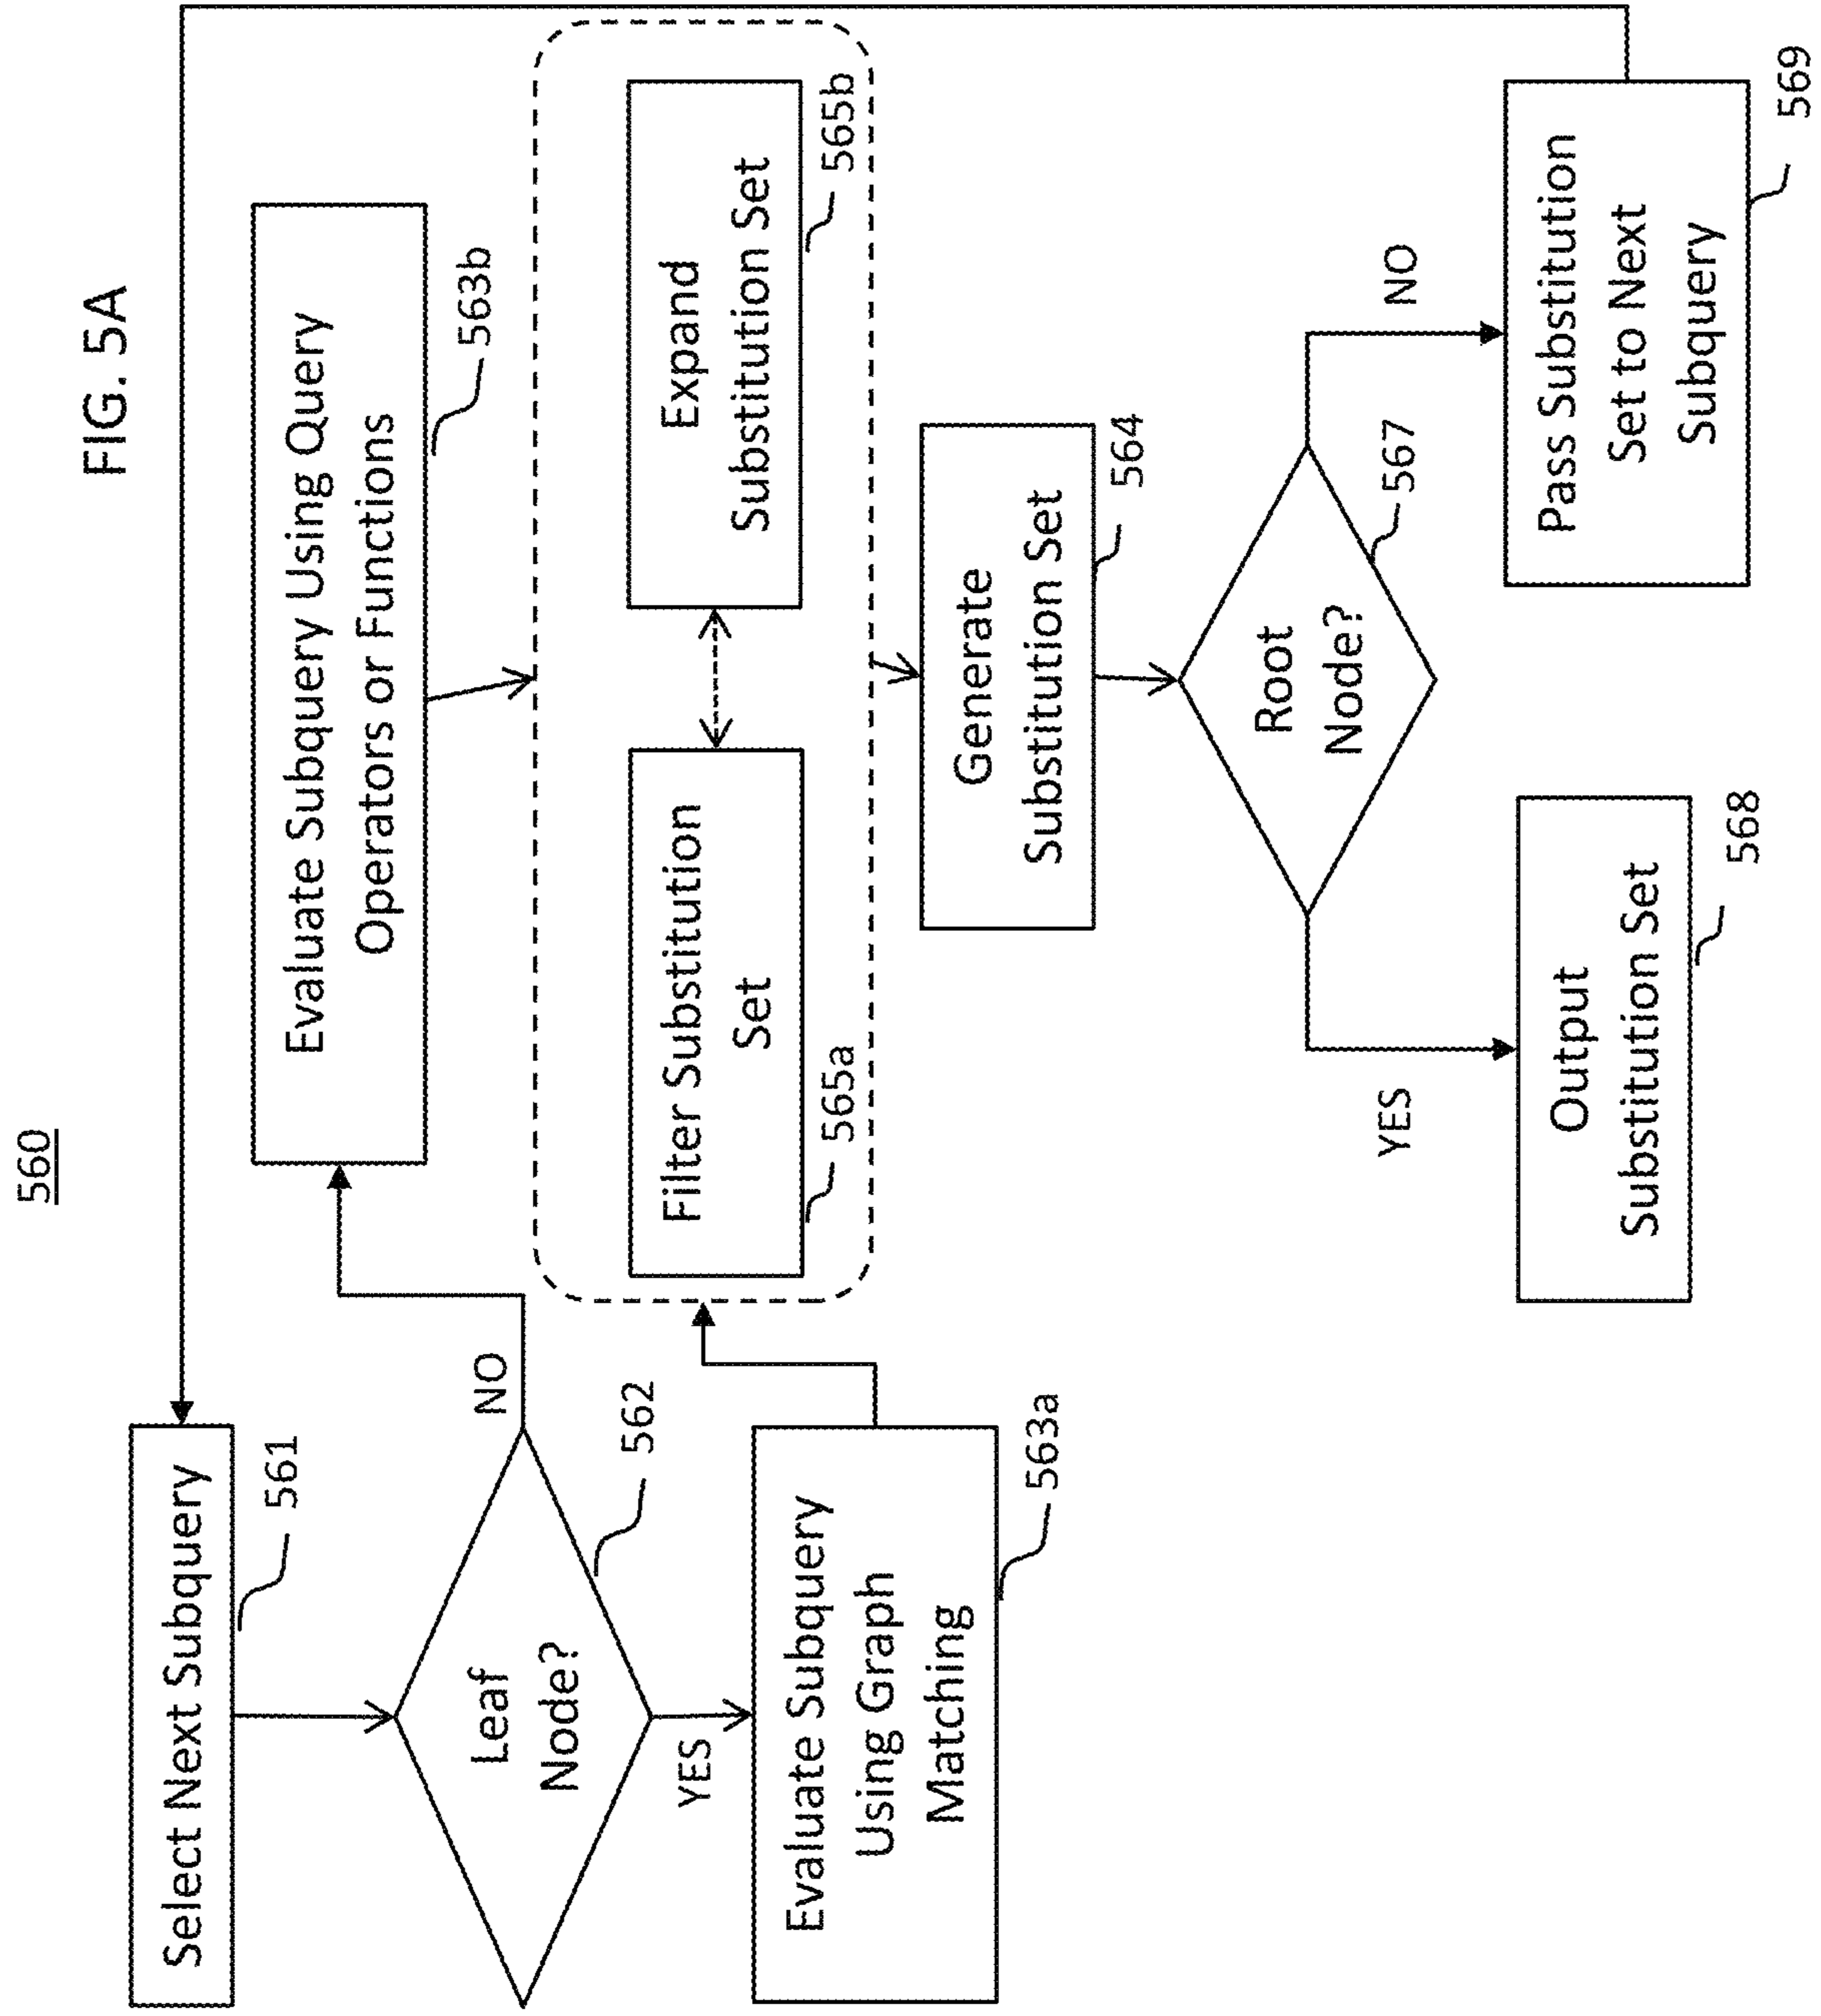 560
FIG. 5A
Select Next Subquery
561
Leaf
Node?
562
NO
YES
Evaluate Subquery
Using Graph
Matching
563a
Evaluate Subquery Using Query
Operators or Functions
563b
Filter Substitution
Set
565a
Expand
Substitution Set
565b
Generate
Substitution Set
564
Root
Node?
567
YES
NO
Output
Substitution Set
568
Pass Substitution
Set to Next
Subquery
569